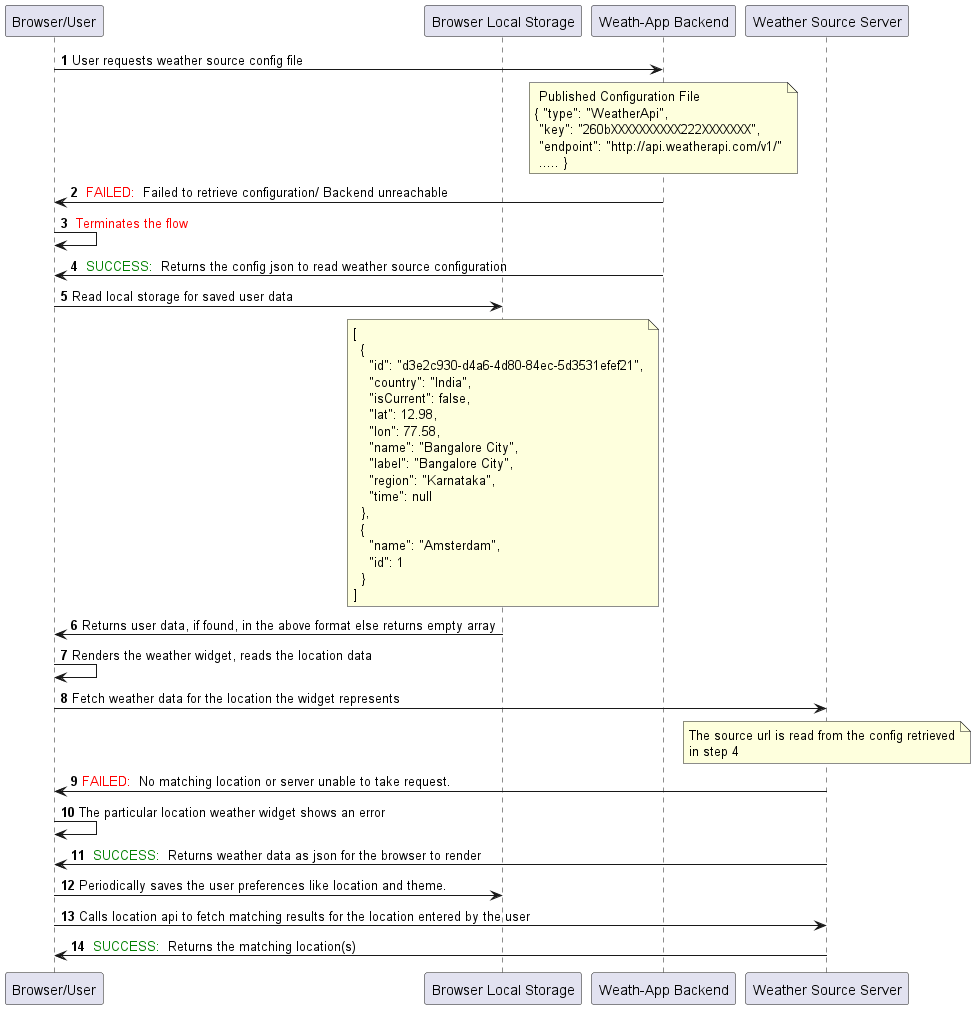 Browser/User
Browser Local Storage
Weath-App Backend
Weather Source Server
1 User requests weather source config file
Published Configuration File
{ "type": "WeatherApi",
"key": "260bXXXXXXXXXX222XXXXXXX",
"endpoint": "http://api.weatherapi.com/v1/"
..... }
2 FAILED: Failed to retrieve configuration/ Backend unreachable
3 Terminates the flow
4 SUCCESS: Returns the config json to read weather source configuration
5 Read local storage for saved user data
[
{
"id": "d3e2c930-d4a6-4d80-84ec-5d3531efef21",
"country": "India",
"isCurrent": false,
"lat": 12.98,
"lon": 77.58,
"name": "Bangalore City",
"label": "Bangalore City",
"region": "Karnataka",
"time": null
},
{
"name": "Amsterdam",
"id": 1
}
]
6 Returns user data, if found, in the above format else returns empty array
7 Renders the weather widget, reads the location data
8 Fetch weather data for the location the widget represents
The source url is read from the config retrieved
in step 4
9 FAILED: No matching location or server unable to take request.
10 The particular location weather widget shows an error
11 SUCCESS: Returns weather data as json for the browser to render
12 Periodically saves the user preferences like location and theme.
13 Calls location api to fetch matching results for the location entered by the user
14 SUCCESS: Returns the matching location(s)
Browser/User
Browser Local Storage
Weath-App Backend
Weather Source Server